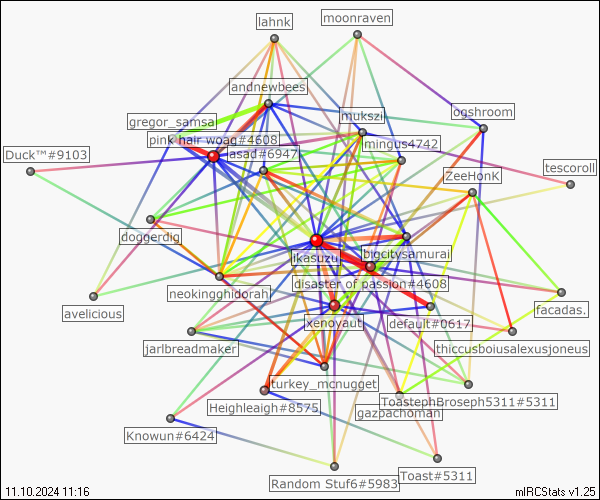 lahnk
moonraven
andnewbees
ogshroom
mukszii
gregor_samsa
pink hair woag#4608
mingus4742
Duck™#9103
asad#6947
tescoroll
ZeeHonK
doggerdig
ikasuzu
bigcitysamurai
disaster of passion#4608
neokingghidorah
avelicious
xenoyaut
default#0617
facadas.
jarlbreadmaker
thiccusboiusalexusjoneus
turkey_mcnugget
ToastephBroseph5311#5311
Heighleaigh#8575
gazpachoman
Knowun#6424
Toast#5311
Random Stuf6#5983
11.10.2024 11:16
mIRCStats v1.25